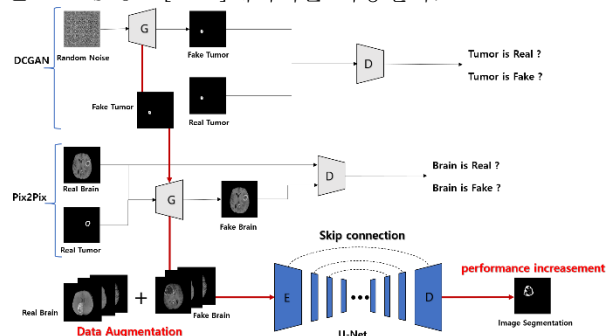 Random Noise
G
Fake Tumor
DCGAN
D
Tumor is Real ?
Tumor is Fake ?
Fake Tumor
Real Tumor
Real Brain
D
Brain is Real ?
Brain is Fake ?
Pix2Pix
G
Fake Brain
Real Tumor
Skip connection
performance increasement
Real Brain
+
Fake Brain
E
D
Image Segmentation
Data Augmentation
U-Net